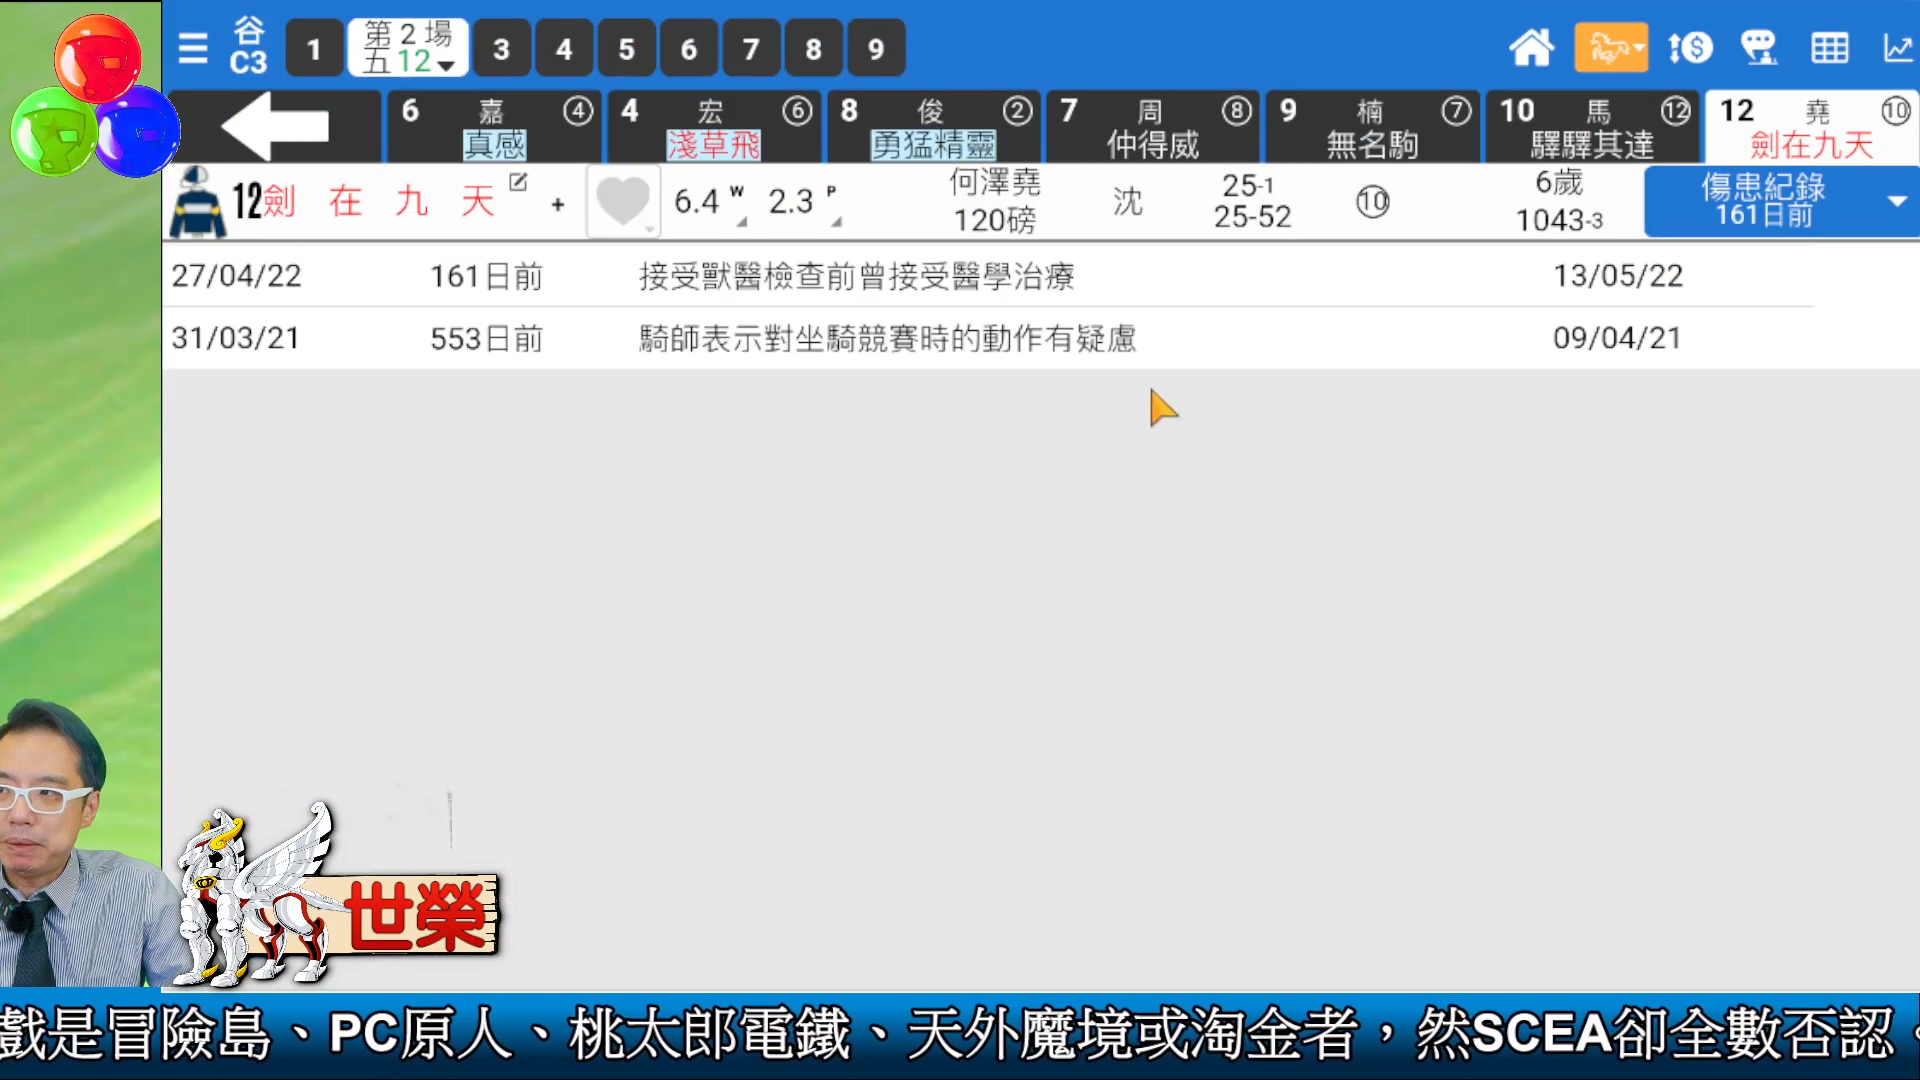 谷
C3
1
第 2 場
五 12
3
4
5
6
7
8
9
6 嘉 ④
真感
4 宏 ⑥
淺草飛
8 俊 ②
勇猛精靈
7 周 ⑧
仲得威
9 楠 ⑦
無名駒
10 馬 ⑫
驛驛其達
12 堯 ⑩
劍在九天
12劍在九天 +
6.4 W 2.3 P
何澤堯
120磅
沈
25-1
25-52
⑩
6歲
1043-3
傷患紀錄
161日前
27/04/22 161日前 接受獸醫檢查前曾接受醫學治療 13/05/22
31/03/21 553日前 騎師表示對坐騎競賽時的動作有疑慮 09/04/21
世榮
戲是冒險島、PC原人、桃太郎電鐵、天外魔境或淘金者，然SCEA卻全數否認。